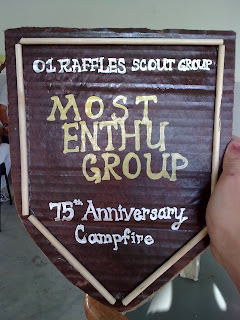 01 RAFFLES SCOUT GROUP
MOST
ENTHU
GROUP
75th Anniversary
Campfire